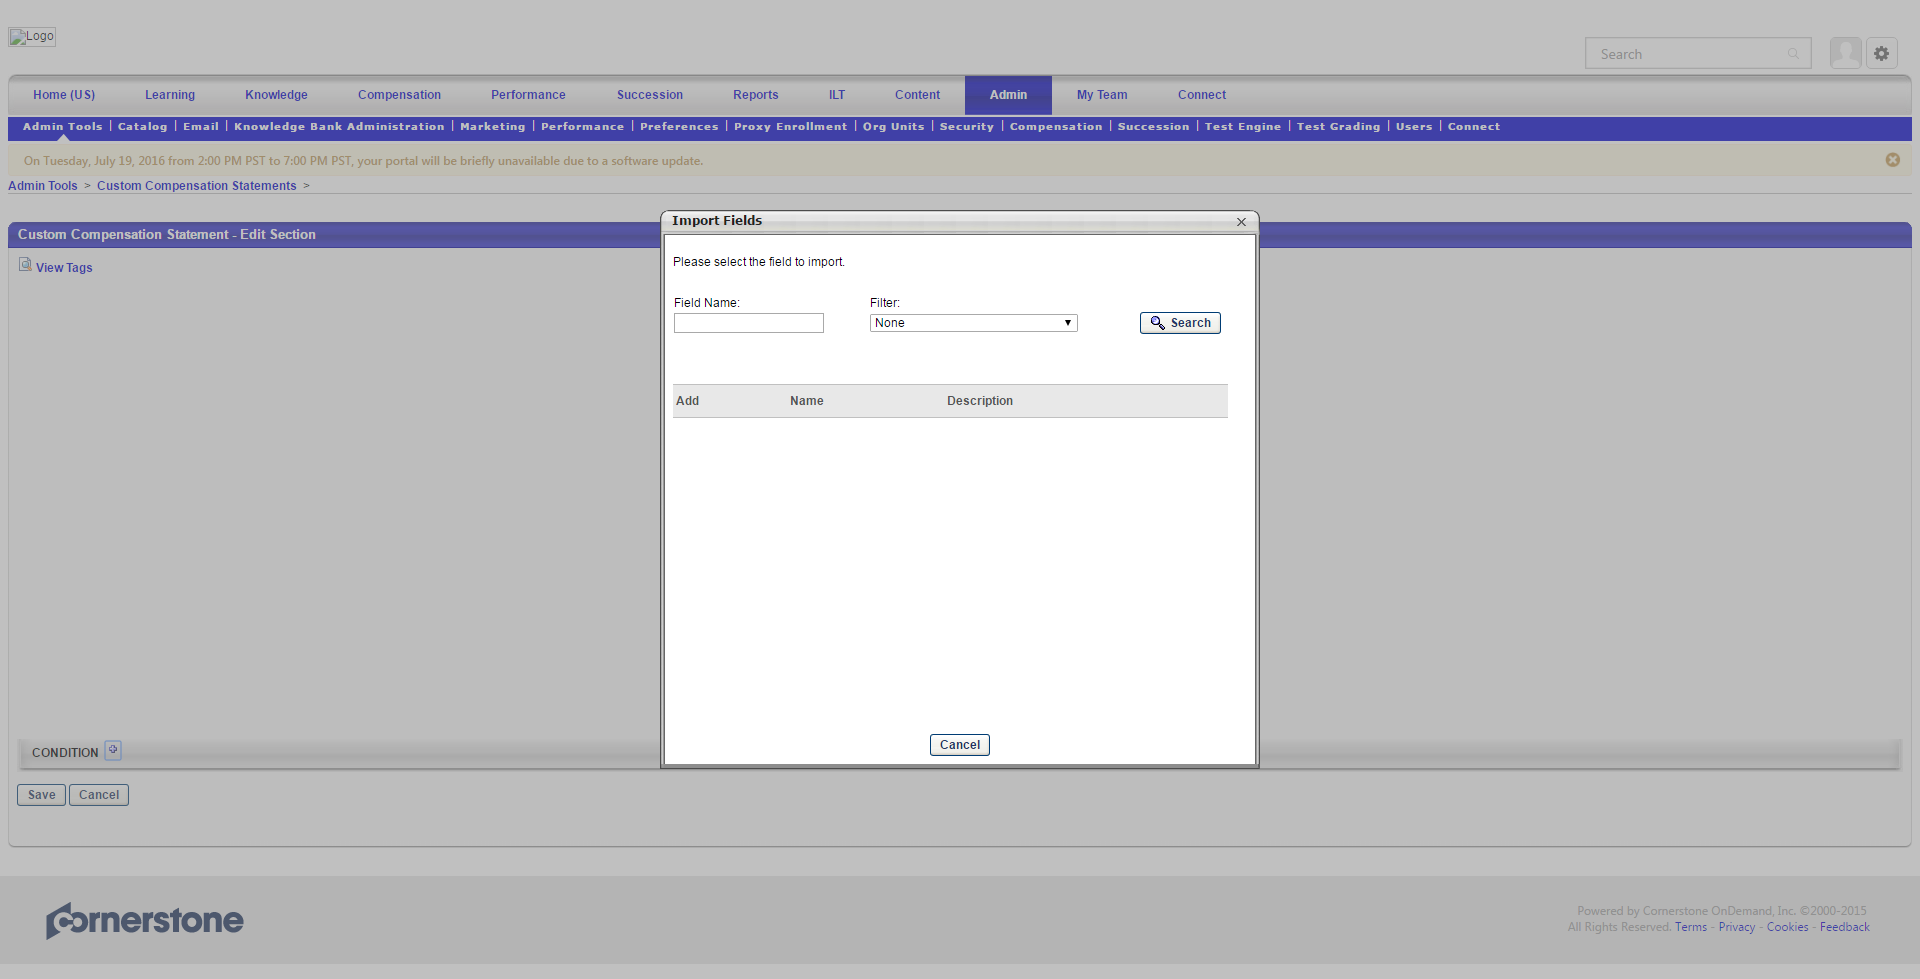 Logo
Search
Home (US) Learning Knowledge Compensation Performance Succession Reports ILT Content Admin My Team Connect
Admin Tools | Catalog | Email | Knowledge Bank Administration | Marketing | Performance | Preferences | Proxy Enrollment | Org Units | Security | Compensation | Succession | Test Engine | Test Grading | Users | Connect
On Tuesday, July 19, 2016 from 2:00 PM PST to 7:00 PM PST, your portal will be briefly unavailable due to a software update.
Admin Tools > Custom Compensation Statements >
Custom Compensation Statement - Edit Section
View Tags
Import Fields
Please select the field to import.
Field Name: Filter:
None Search
Add Name Description
Cancel
CONDITION
Save Cancel
Cornerstone
Powered by Cornerstone OnDemand, Inc. ©2000-2015
All Rights Reserved. Terms - Privacy - Cookies - Feedback